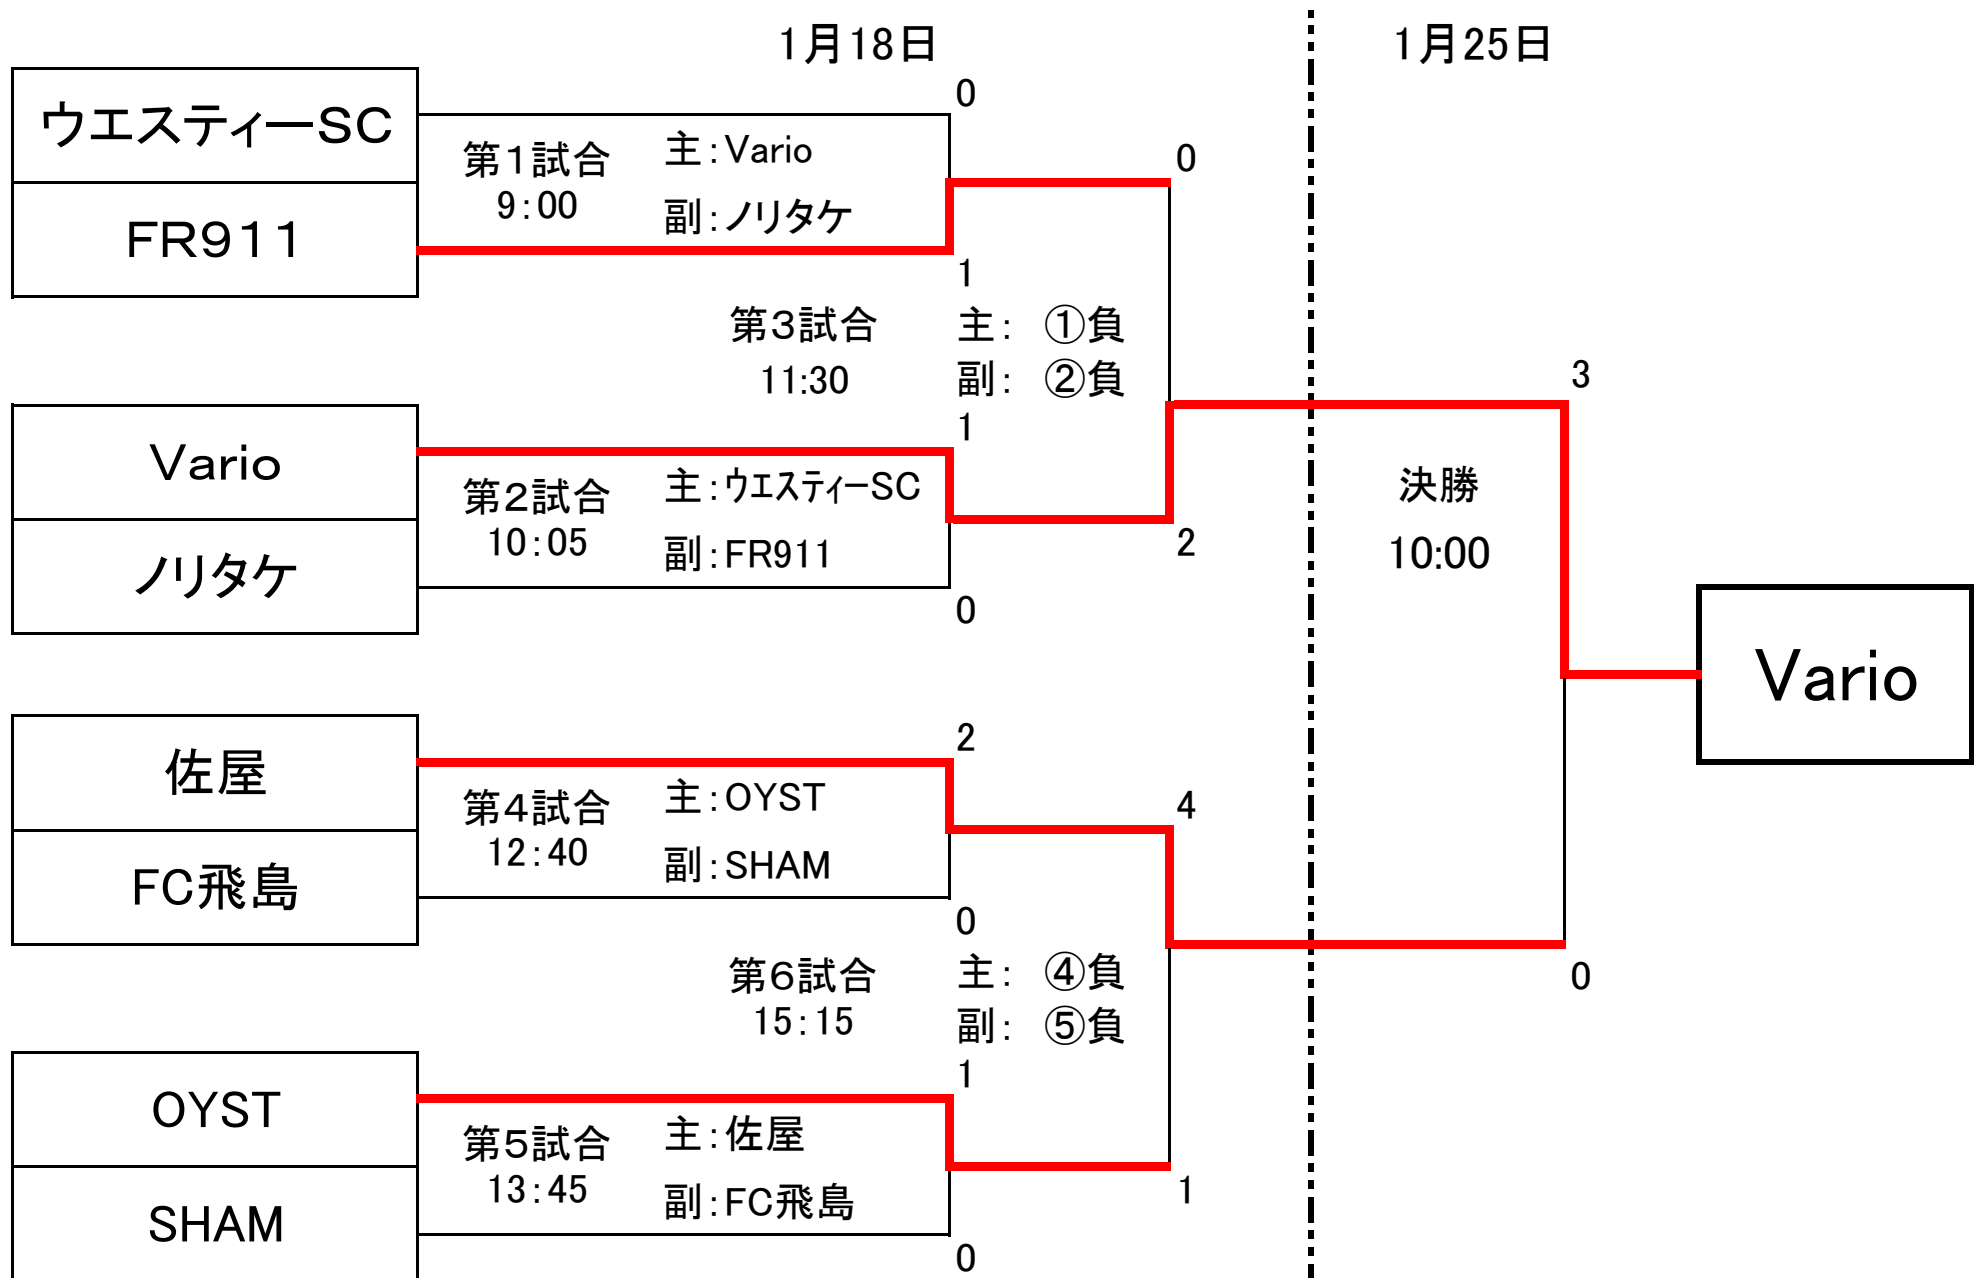 1月18日
1月25日
ウエスティーSC
FR911
第1試合
9:00
主:Vario
副:ノリタケ
0
1
0
第3試合
11:30
主: ①負
副: ②負
Vario
ノリタケ
第2試合
10:05
主:ウエスティーSC
副:FR911
1
0
2
3
決勝
10:00
Vario
佐屋
FC飛島
第4試合
12:40
主:OYST
副:SHAM
2
0
4
0
第6試合
15:15
主: ④負
副: ⑤負
OYST
SHAM
第5試合
13:45
主:佐屋
副:FC飛島
1
0
1